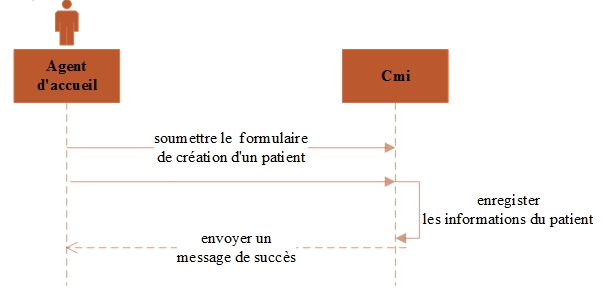 Agent
d'accueil
Cmi
soumettre le formulaire
de création d'un patient
enregister
les informations du patient
envoyer un
message de succès